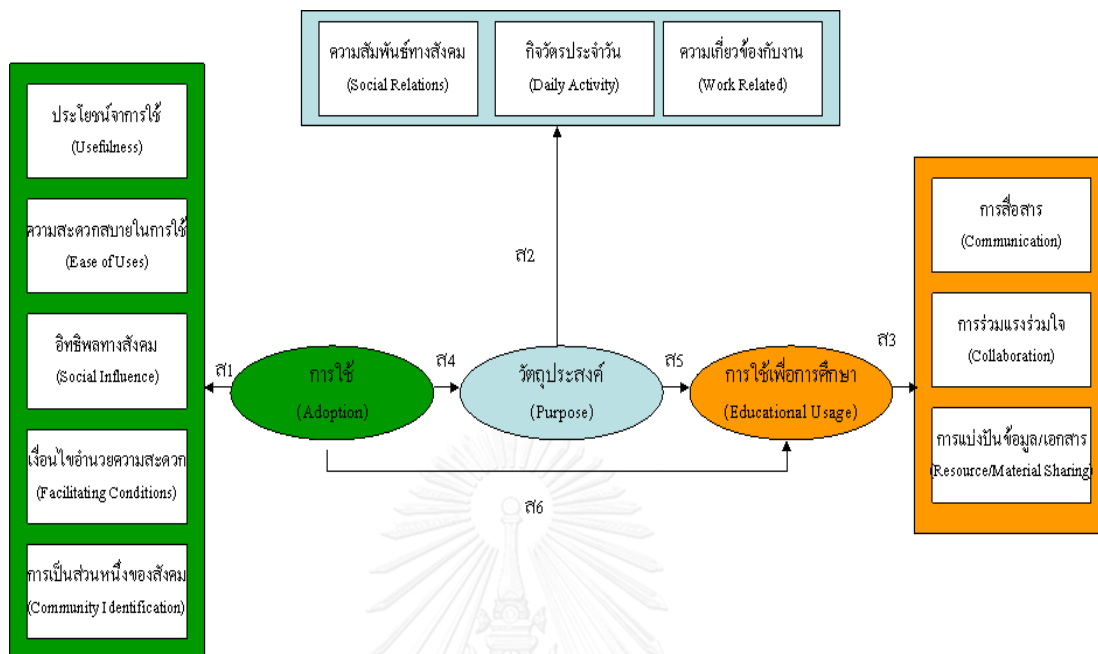 ความสัมพันธ์ทางสังคม
(Social Relations)
กิจวัตรประจำวัน
(Daily Activity)
ความเกี่ยวข้องกับงาน
(Work Related)
ประโยชน์จาการใช้
(Usefulness)
ความสะดวกสบายในการใช้
(Ease of Uses)
อิทธิพลทางสังคม
(Social Influence)
เงื่อนไขอำนวยความสะดวก
(Facilitating Conditions)
การเป็นส่วนหนึ่งของสังคม
(Community Identification)
ส1
การใช้
(Adoption)
ส4
ส2
วัตถุประสงค์
(Purpose)
ส5
การใช้เพื่อการศึกษา
(Educational Usage)
ส3
ส6
การสื่อสาร
(Communication)
การร่วมแรงร่วมใจ
(Collaboration)
การแบ่งปันข้อมูล/เอกสาร
(Resource/Material Sharing)